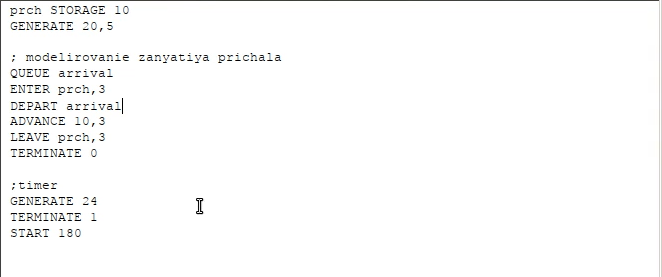 prch STORAGE 10
GENERATE 20,5
; modelirovanie zanyatiya prichala
QUEUE arrival
ENTER prch,3
DEPART arrival
ADVANCE 10,3
LEAVE prch,3
TERMINATE 0
;timer
GENERATE 24
TERMINATE 1
START 180